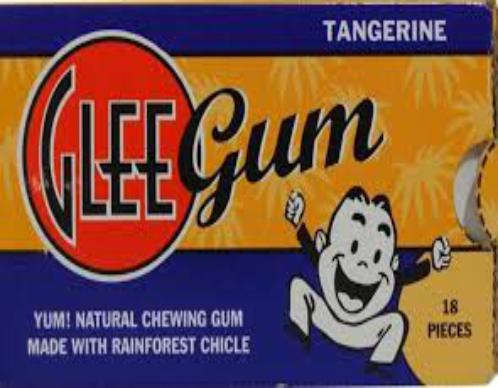 TANGERINE
GLEE Gum
YUM! NATURAL CHEWING GUM
MADE WITH RAINFOREST CHICLE
18
PIECES